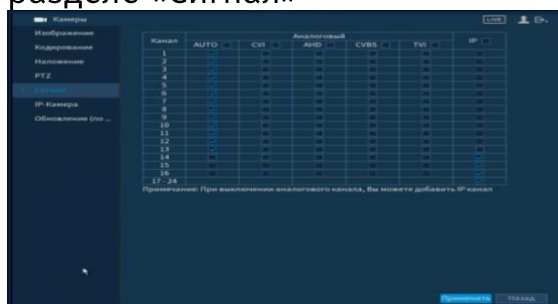 разделе «Сигнал»
Камеры
LIVE
Изображение
Кодирование
Наложение
PTZ
Сигнал
IP-Камера
Обновление (по ...
Канал
Аналоговый
IP
AUTO
CVI
AHD
CVBS
TVI
1
2
3
4
5
6
7
8
9
10
11
12
13
14
15
16
17 - 24
Примечание: При выключении аналогового канала, Вы можете добавить IP канал
Применить
Назад